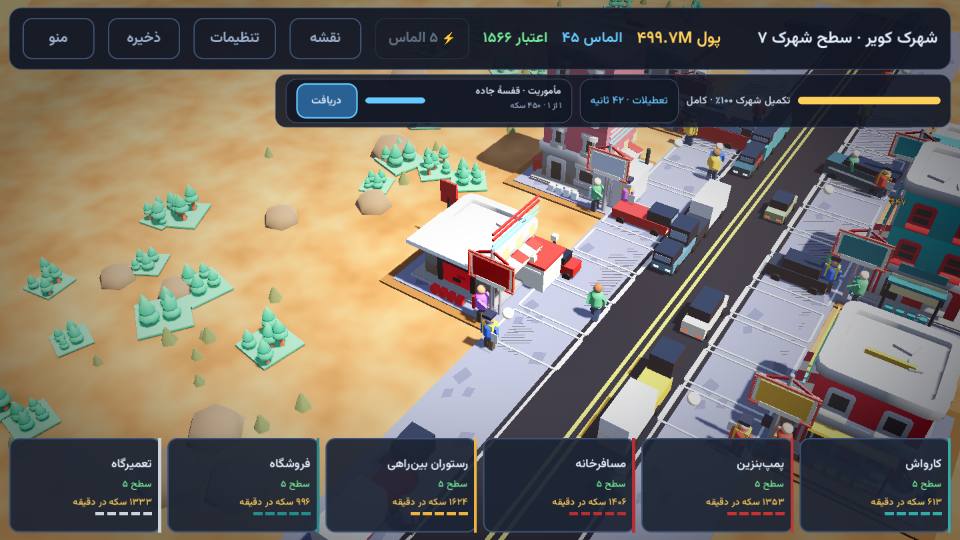 شهرک کویر · سطح شهرک ۷
پول ۴۹۹.۷M
الماس ۴۵
اعتبار ۱۵۶۶
⚡ ۵ الماس
نقشه
تنظیمات
ذخیره
منو
تکمیل شهرک ۱۰۰٪ · کامل
تعطیلات · ۴۲ ثانیه
مأموریت · قفسهٔ جاده
۱ از ۱ · ۴۵۰ سکه
دریافت
کارواش
سطح ۵
۶۱۳ سکه در دقیقه
پمپ‌بنزین
سطح ۵
۱۳۵۳ سکه در دقیقه
مسافرخانه
سطح ۵
۱۴۰۶ سکه در دقیقه
رستوران بین‌راهی
سطح ۵
۱۶۲۴ سکه در دقیقه
فروشگاه
سطح ۵
۹۹۶ سکه در دقیقه
تعمیرگاه
سطح ۵
۱۳۳۳ سکه در دقیقه